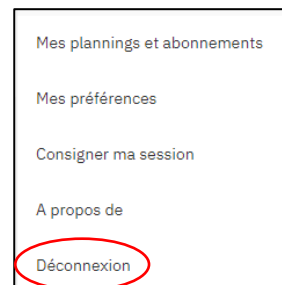 Mes plannings et abonnements
Mes préférences
Consigner ma session
A propos de
Déconnexion